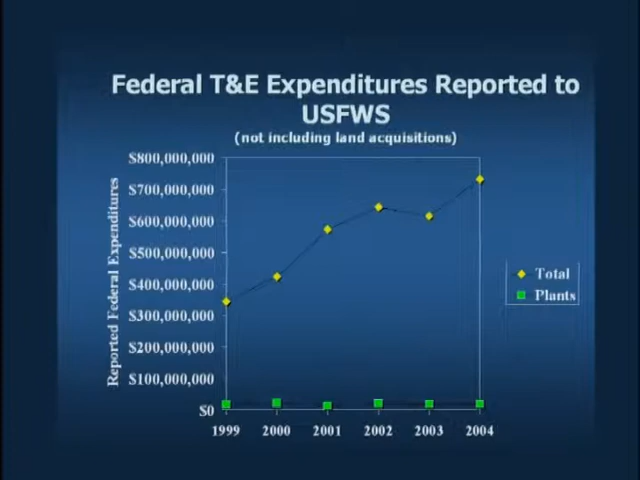 Federal T&E Expenditures Reported to
USFWS
(not including land acquisitions)
Reported Federal Expenditures
$800,000,000
$700,000,000
$600,000,000
$500,000,000
$400,000,000
$300,000,000
$200,000,000
$100,000,000
$0
1999 2000 2001 2002 2003 2004
Total
Plants